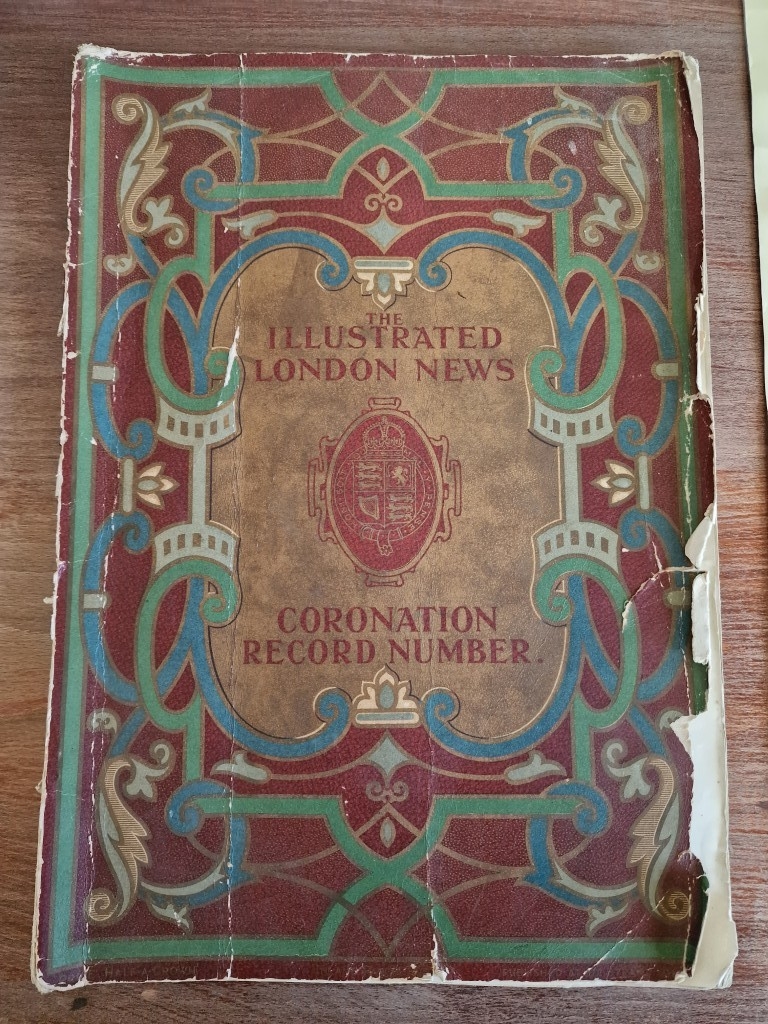 THE
ILLUSTRATED
LONDON NEWS
CORONATION
RECORD NUMBER.